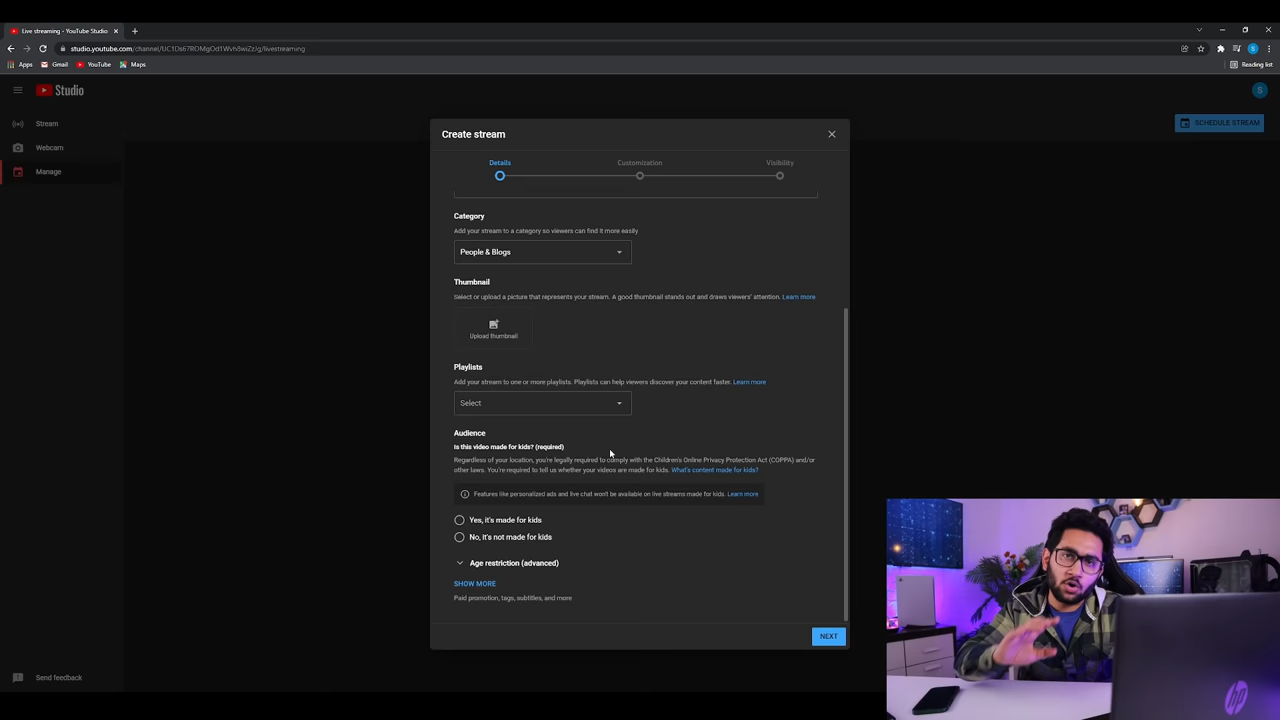 Live streaming - YouTube Studio
studio.youtube.com/channel/UC1Ds67ROMgOd1Wvh8wiZzJg/livestreaming
S
Apps
Gmail
YouTube
Maps
Reading list
Studio
S
Stream
SCHEDULE STREAM
Webcam
Manage
Create stream
Details
Customization
Visibility
Category
Add your stream to a category so viewers can find it more easily
People & Blogs
Thumbnail
Select or upload a picture that represents your stream. A good thumbnail stands out and draws viewers' attention. Learn more
Upload thumbnail
Playlists
Add your stream to one or more playlists. Playlists can help viewers discover your content faster. Learn more
Select
Audience
Is this video made for kids? (required)
Regardless of your location, you're legally required to comply with the Children's Online Privacy Protection Act (COPPA) and/or
other laws. You're required to tell us whether your videos are made for kids. What's content made for kids?
Features like personalized ads and live chat won't be available on live streams made for kids. Learn more
Yes, it's made for kids
No, it's not made for kids
Age restriction (advanced)
SHOW MORE
Paid promotion, tags, subtitles, and more
NEXT
Send feedback
hp